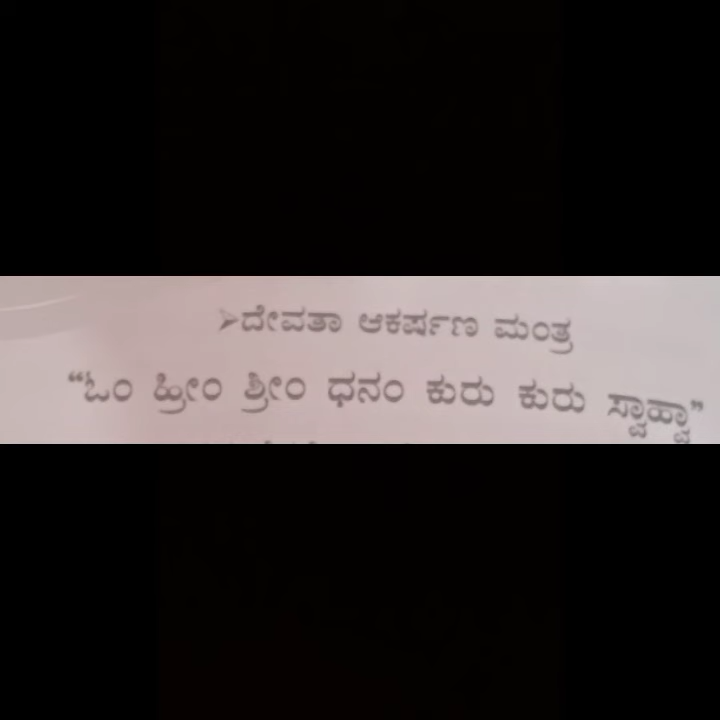 ➢ದೇವತಾ ಆಕರ್ಷಣ ಮಂತ್ರ
“ಓಂ ಹ್ರೀಂ ಶ್ರೀಂ ಧನಂ ಕುರು ಕುರು ಸ್ವಾಹ್ವಾ”